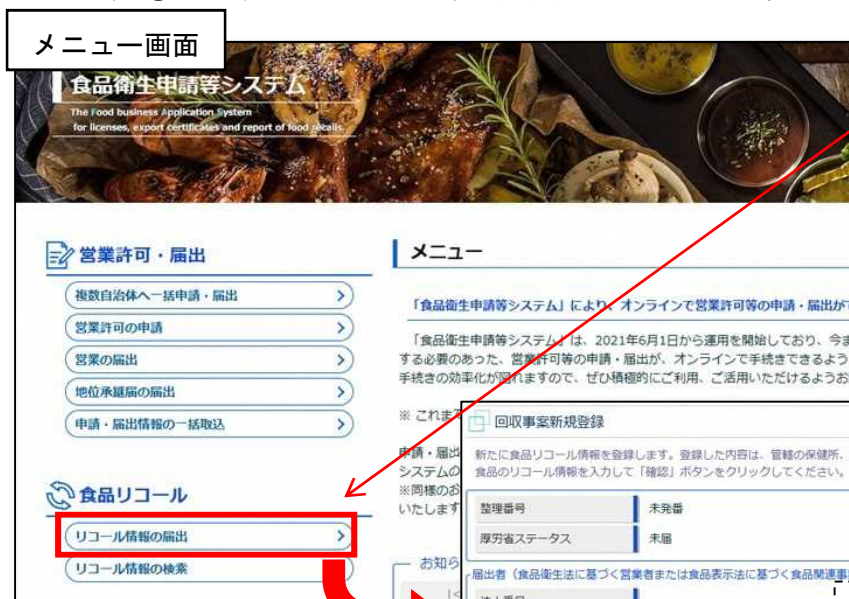 メニュー画面
食品衛生申請等システム
The Food business Application System
for licenses, export certificates and report of food recalls.
営業許可・届出
複数自治体へ一括申請・届出
営業許可の申請
営業の届出
地位承継届の届出
申請・届出情報の一括取込
食品リコール
リコール情報の届出
リコール情報の検索
メニュー
「食品衛生申請等システム」により、オンラインで営業許可等の申請・届出が
「食品衛生申請等システム」は、2021年6月1日から運用を開始しており、今ま
する必要のあった、営業許可等の申請・届出が、オンラインで手続きできるよう
手続きの効率化が図れますので、ぜひ積極的にご利用、ご活用いただけるようお
※ これま
申請・届出
システムの
※同様のお
いたします
お知ら
回収事案新規登録
新たに食品リコール情報を登録します。登録した内容は、管轄の保健所、
食品のリコール情報を入力して「確認」ボタンをクリックしてください。
整理番号
未発番
厚労省ステータス
未届
届出者（食品衛生法に基づく営業者または食品表示法に基づく食品関連事